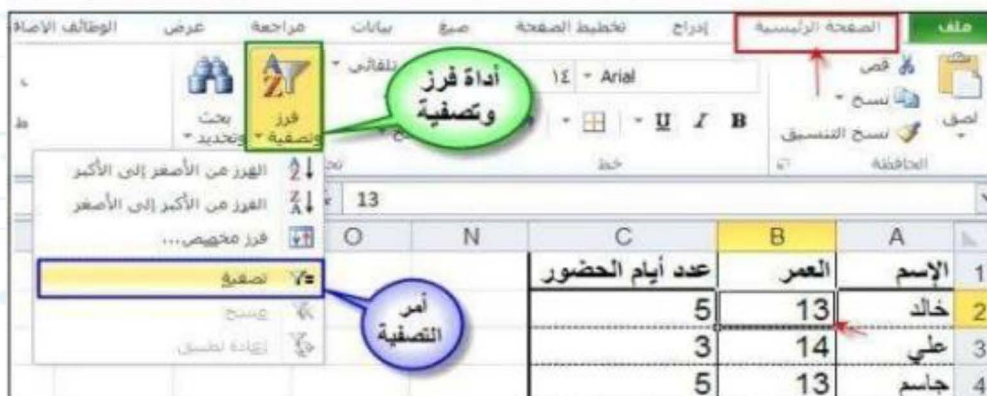 ملف الصفحة الرئيسية إدراج تخطيط الصفحة صيغ بيانات مراجعة عرض الوظائف الإضاف
قص
نسخ
نسخ التنسيق
لصق
الحافظة
١٤ Arial
B I U
خط
تلقائي
أداة فرز
وتصفية
فرز
وتصفية
بحث
وتحديد
الفرز من الأصغر إلى الأكبر
الفرز من الأكبر إلى الأصغر
فرز مخصص...
تصفية
مسح
إعادة تطبيق
أمر
التصفية
13
A B C N O
1 الإسم العمر عدد أيام الحضور
2 خالد 13 5
3 علي 14 3
4 جاسم 13 5